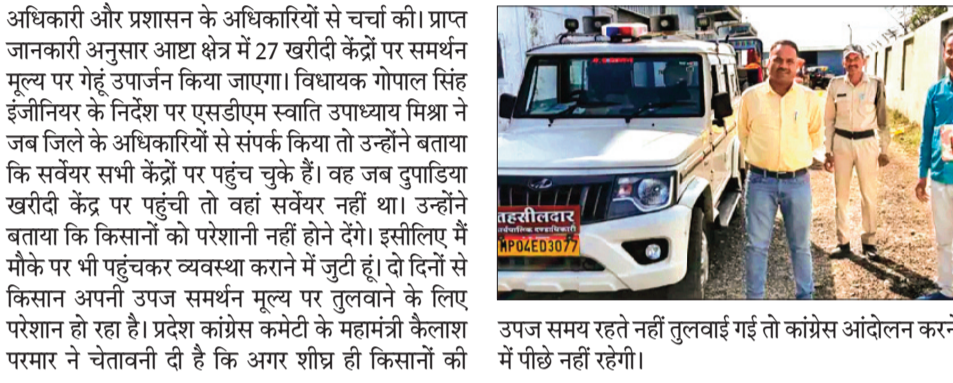 अधिकारी और प्रशासन के अधिकारियों से चर्चा की। प्राप्त
जानकारी अनुसार आष्टा क्षेत्र में 27 खरीदी केंद्रों पर समर्थन
मूल्य पर गेहूं उपार्जन किया जाएगा। विधायक गोपाल सिंह
इंजीनियर के निर्देश पर एसडीएम स्वाति उपाध्याय मिश्रा ने
जब जिले के अधिकारियों से संपर्क किया तो उन्होंने बताया
कि सर्वेयर सभी केंद्रों पर पहुंच चुके हैं। वह जब दुपाडिया
खरीदी केंद्र पर पहुंची तो वहां सर्वेयर नहीं था। उन्होंने
बताया कि किसानों को परेशानी नहीं होने देंगे। इसीलिए मैं
मौके पर भी पहुंचकर व्यवस्था कराने में जुटी हूं। दो दिनों से
किसान अपनी उपज समर्थन मूल्य पर तुलवाने के लिए
परेशान हो रहा है। प्रदेश कांग्रेस कमेटी के महामंत्री कैलाश
परमार ने चेतावनी दी है कि अगर शीघ्र ही किसानों की
तहसीलदार
MP04ED3077
उपज समय रहते नहीं तुलवाई गई तो कांग्रेस आंदोलन करने
में पीछे नहीं रहेगी।